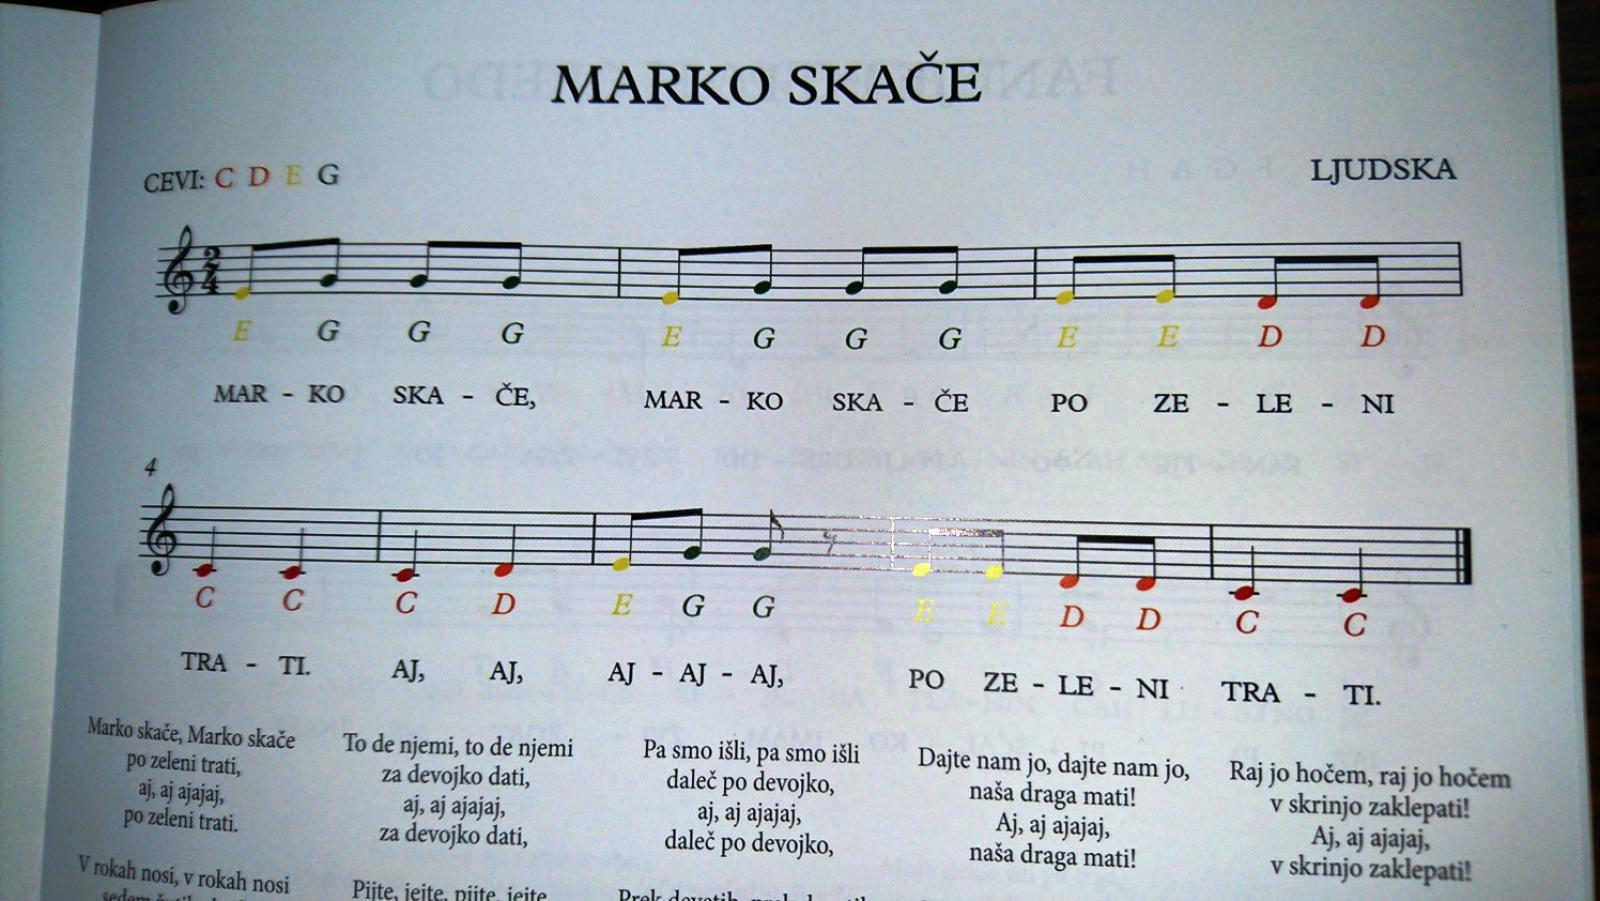 MARKO SKAČE
CEVI: C D E G
LJUDSKA
2
4
E G G G E G G G E E D D
MAR - KO SKA - ČE, MAR - KO SKA - ČE PO ZE - LE - NI
4
C C C D E G G E E D D C C
TRA - TI. AJ, AJ, AJ - AJ - AJ, PO ZE - LE - NI TRA - TI.
Marko skače, Marko skače
po zeleni trati,
aj, aj ajajaj,
po zeleni trati.
To de njemi, to de njemi
za devojko dati,
aj, aj ajajaj,
za devojko dati,
Pa smo išli, pa smo išli
daleč po devojko,
aj, aj ajajaj,
daleč po devojko,
Dajte nam jo, dajte nam jo,
naša draga mati!
Aj, aj ajajaj,
naša draga mati!
Raj jo hočem, raj jo hočem
v skrinjo zaklepati!
Aj, aj ajajaj,
v skrinjo zaklepati!
V rokah nosi, v rokah nosi
sedem
Pijte, jejte, pijte, jejte
Prek devetih